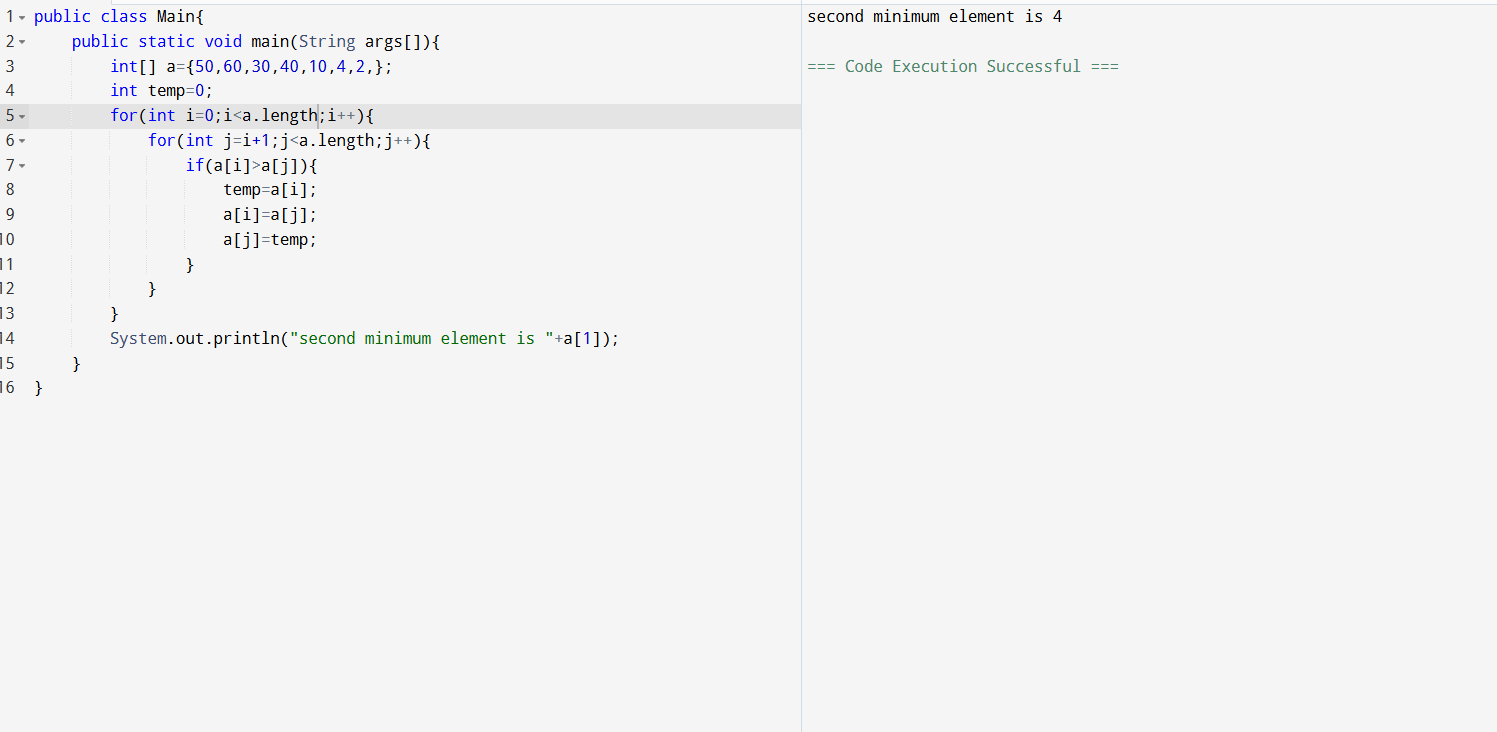 1 public class Main{
2 public static void main(String args[]){
3 int[] a={50,60,30,40,10,4,2,};
4 int temp=0;
5 for(int i=0;i<a.length;i++){
6 for(int j=i+1;j<a.length;j++){
7 if(a[i]>a[j]){
8 temp=a[i];
9 a[i]=a[j];
10 a[j]=temp;
11 }
12 }
13 }
14 System.out.println("second minimum element is "+a[1]);
15 }
16 }
second minimum element is 4
=== Code Execution Successful ===